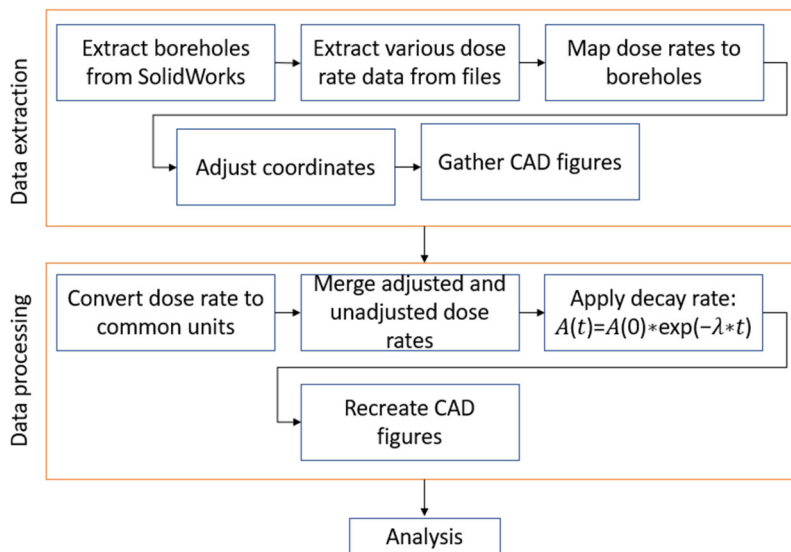 Data extraction
Extract boreholes
from SolidWorks
Extract various dose
rate data from files
Map dose rates to
boreholes
Adjust coordinates
Gather CAD figures
Data processing
Convert dose rate to
common units
Merge adjusted and
unadjusted dose
rates
Apply decay rate:
A(t)=A(0)*exp(−λ*t)
Recreate CAD
figures
Analysis